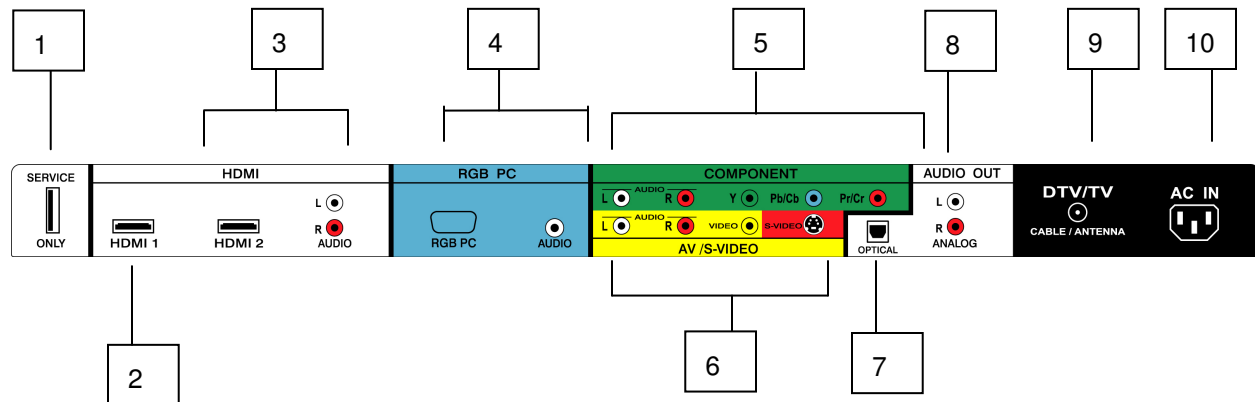 1
3
4
5
8
9
10
SERVICE
ONLY
HDMI
HDMI 1
HDMI 2
L
R
AUDIO
RGB PC
RGB PC
AUDIO
COMPONENT
L AUDIO R Y Pb/Cb Pr/Cr
L AUDIO R VIDEO S-VIDEO
AV /S-VIDEO
OPTICAL
AUDIO OUT
L
R
ANALOG
DTV/TV
CABLE / ANTENNA
AC IN
2
6
7